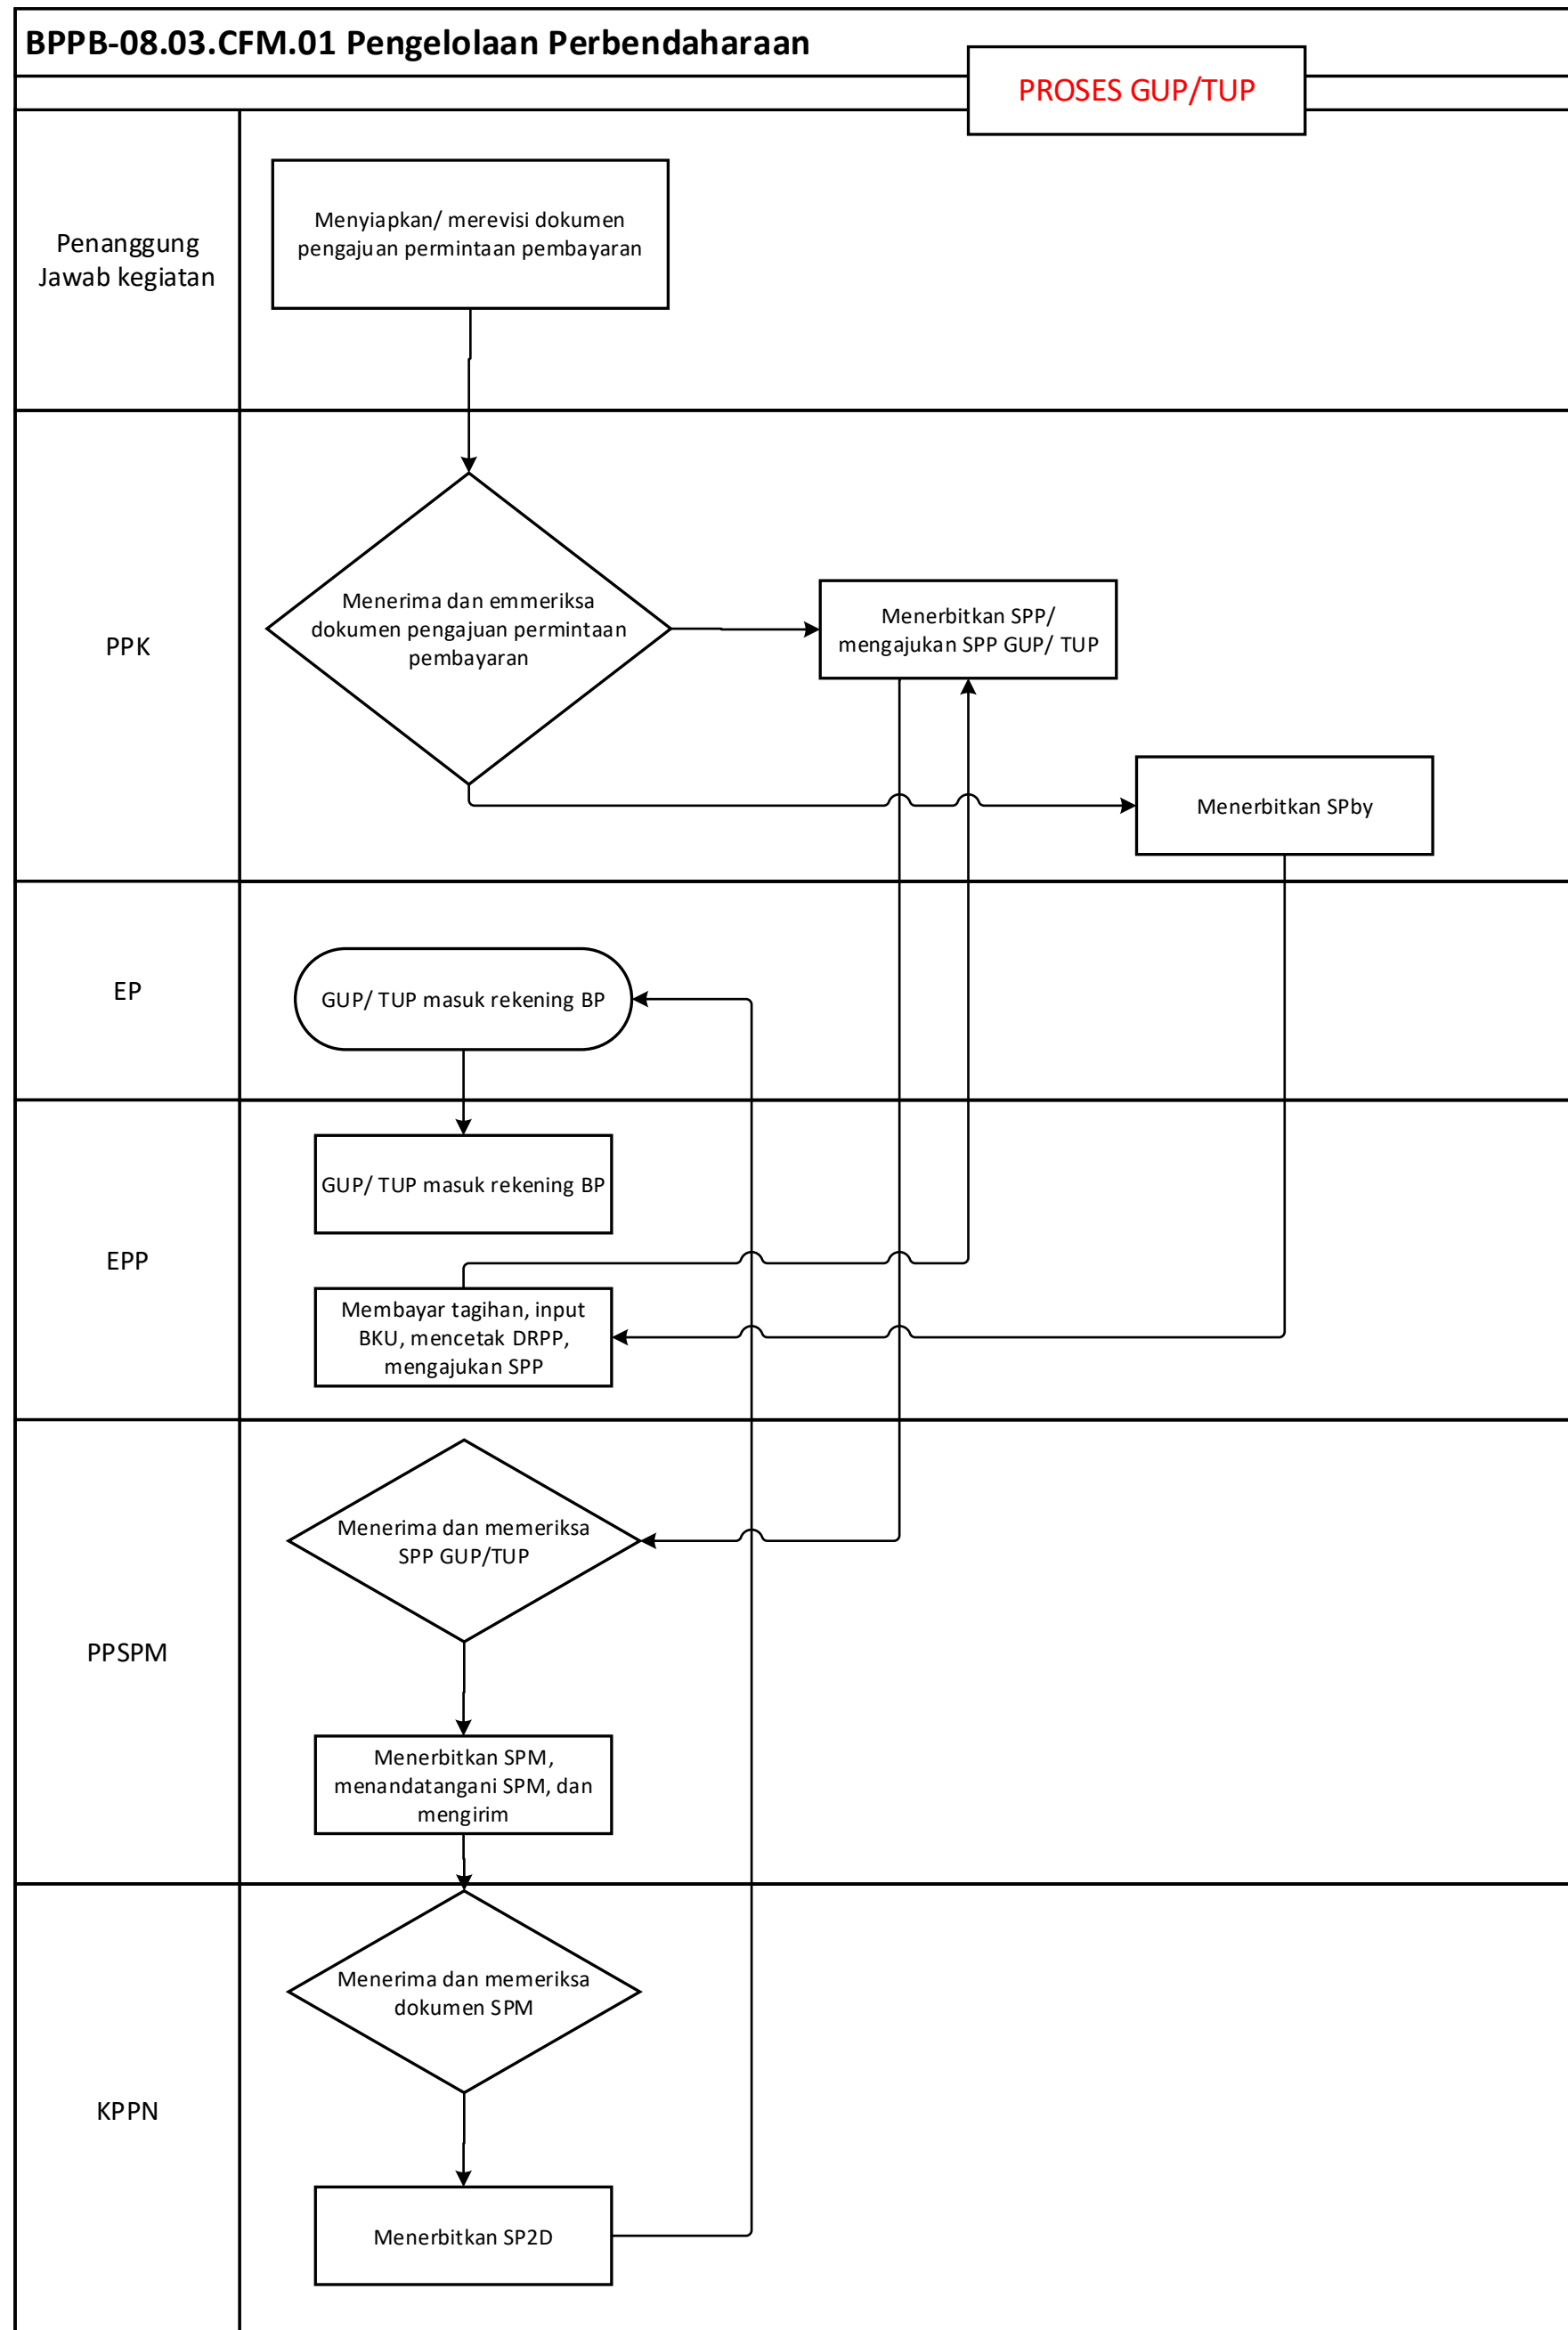 BPPB-08.03.CFM.01 Pengelolaan Perbendaharaan
PROSES GUP/TUP
Penanggung
Jawab kegiatan
Menyiapkan/ merevisi dokumen
pengajuan permintaan pembayaran
PPK
Menerima dan emmeriksa
dokumen pengajuan permintaan
pembayaran
Menerbitkan SPP/
mengajukan SPP GUP/ TUP
Menerbitkan SPby
EP
GUP/ TUP masuk rekening BP
EPP
GUP/ TUP masuk rekening BP
Membayar tagihan, input
BKU, mencetak DRPP,
mengajukan SPP
PPSPM
Menerima dan memeriksa
SPP GUP/TUP
Menerbitkan SPM,
menandatangani SPM, dan
mengirim
KPPN
Menerima dan memeriksa
dokumen SPM
Menerbitkan SP2D